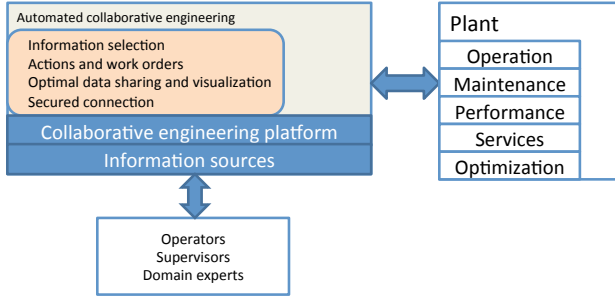 Automated collaborative engineering
Information selection
Actions and work orders
Optimal data sharing and visualization
Secured connection
Collaborative engineering platform
Information sources
Operators
Supervisors
Domain experts
Plant
Operation
Maintenance
Performance
Services
Optimization